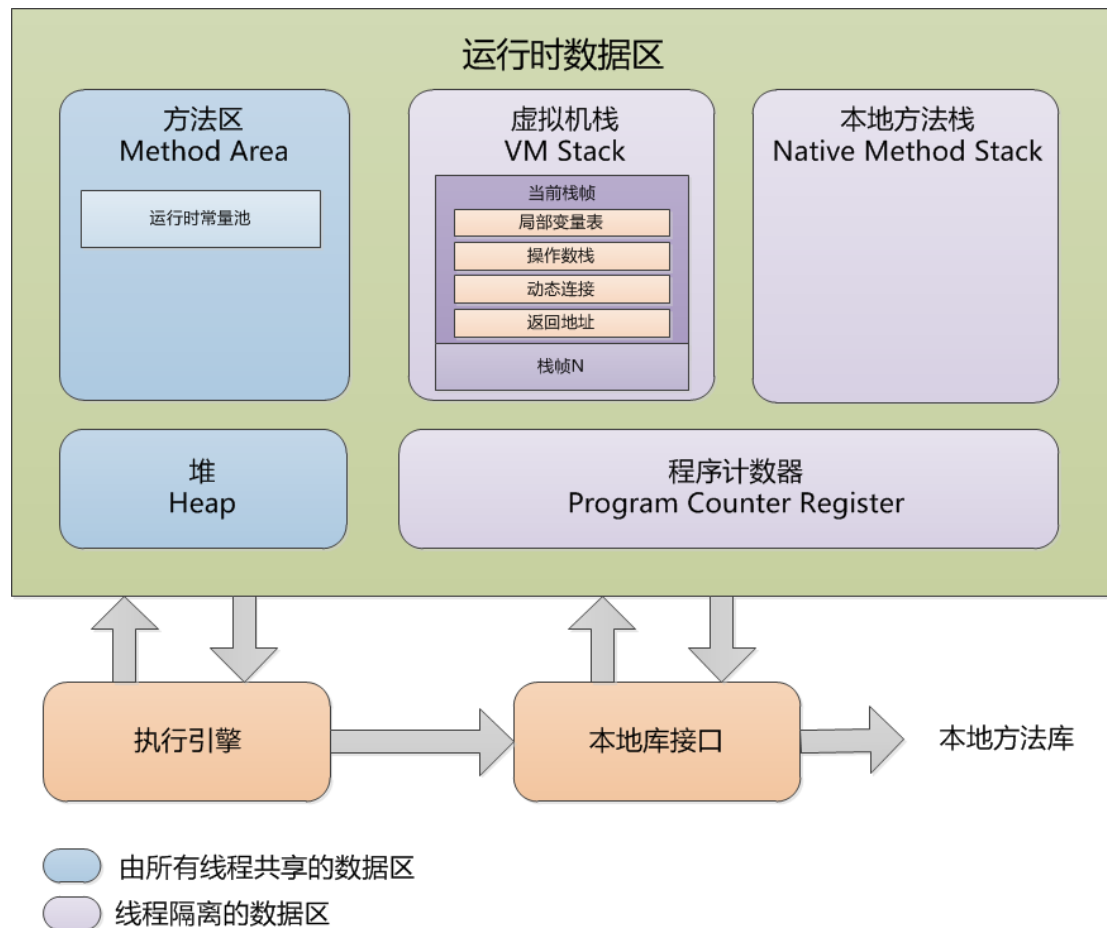 运行时数据区
方法区
Method Area
运行时常量池
虚拟机栈
VM Stack
当前栈帧
局部变量表
操作数栈
动态连接
返回地址
栈帧N
本地方法栈
Native Method Stack
堆
Heap
程序计数器
Program Counter Register
执行引擎
本地库接口
本地方法库
由所有线程共享的数据区
线程隔离的数据区